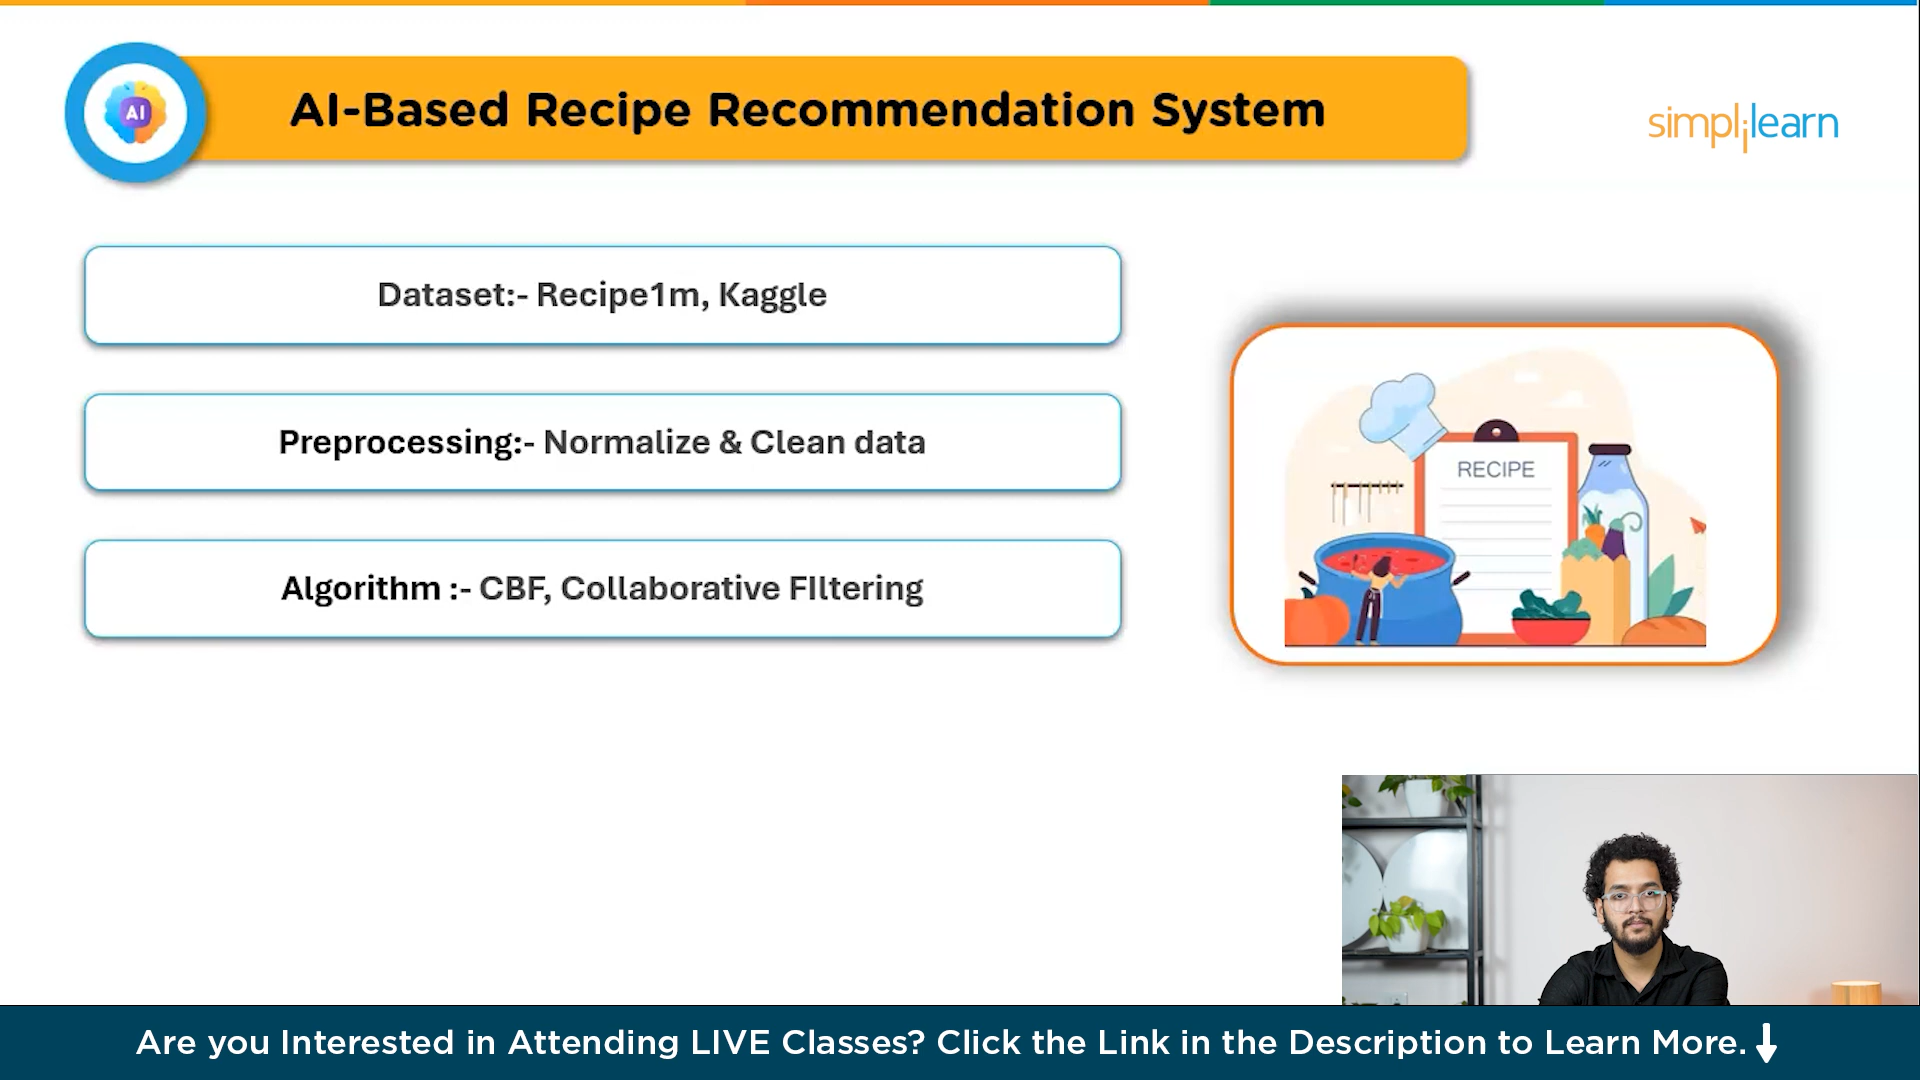 AI
AI-Based Recipe Recommendation System
simplilearn
Dataset:- Recipe1m, Kaggle
Preprocessing:- Normalize & Clean data
Algorithm :- CBF, Collaborative FIltering
RECIPE
Are you Interested in Attending LIVE Classes? Click the Link in the Description to Learn More.